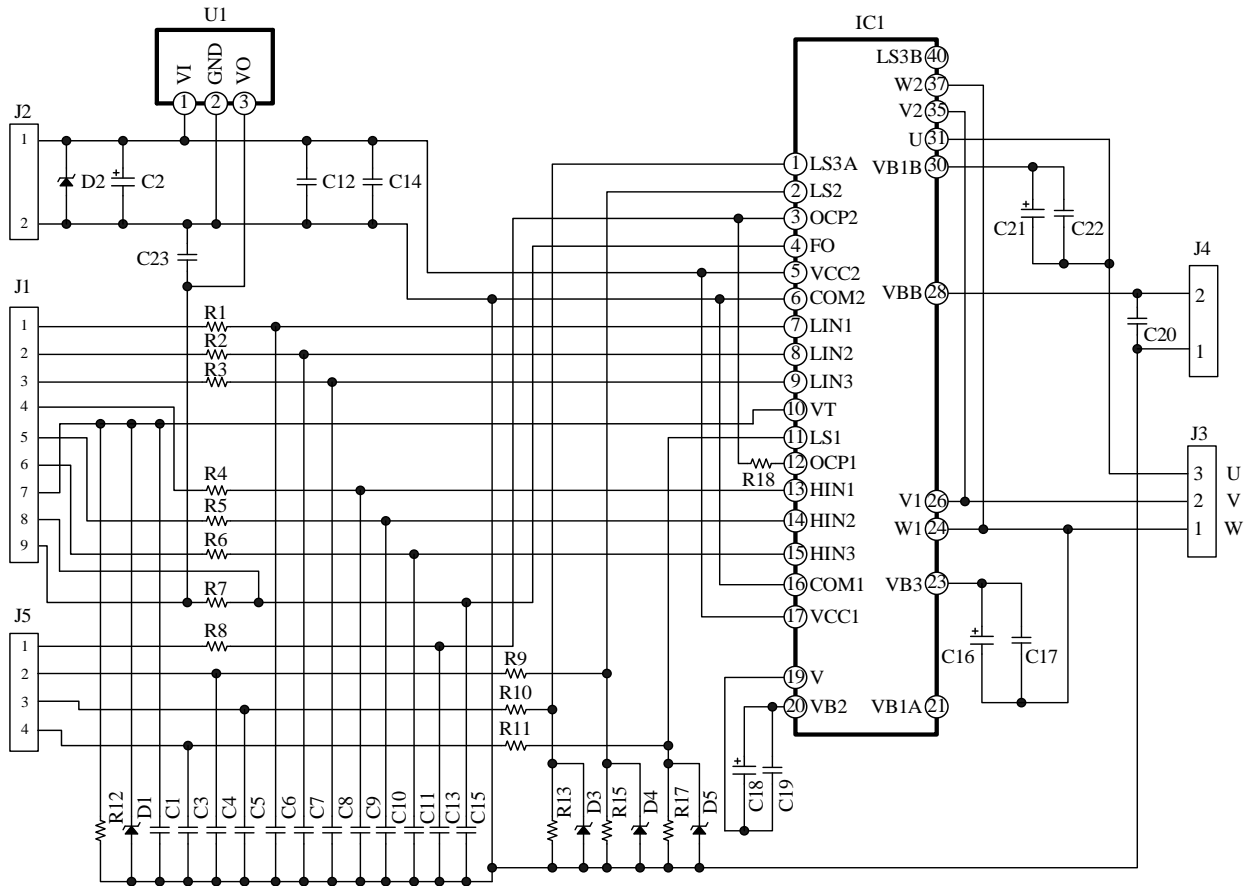 U1
VI
GND
VO
1
2
3
J2
1
2
D2
+
C2
C12
C14
C23
J1
1
2
3
4
5
6
7
8
9
R1
R2
R3
R4
R5
R6
R7
J5
1
2
3
4
R8
R9
R10
R11
R12
D1
C1
C3
C4
C5
C6
C7
C8
C9
C10
C11
C13
C15
R13
D3
R15
D4
R17
D5
R18
+
C18
C19
IC1
1 LS3A
2 LS2
3 OCP2
4 FO
5 VCC2
6 COM2
7 LIN1
8 LIN2
9 LIN3
10 VT
11 LS1
12 OCP1
13 HIN1
14 HIN2
15 HIN3
16 COM1
17 VCC1
19 V
20 VB2
LS3B 40
W2 37
V2 35
U 31
VB1B 30
VBB 28
V1 26
W1 24
VB3 23
VB1A 21
+
C21
C22
J4
2
1
C20
J3
3 U
2 V
1 W
+
C16
C17